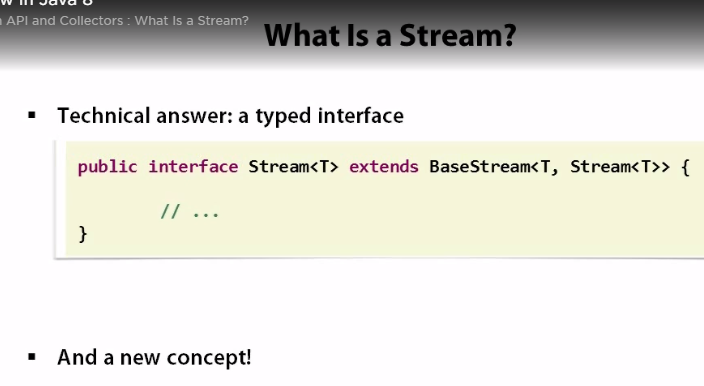 API and Collectors : What Is a Stream?
What Is a Stream?
▪ Technical answer: a typed interface
public interface Stream<T> extends BaseStream<T, Stream<T>> {
// ...
}
▪ And a new concept!